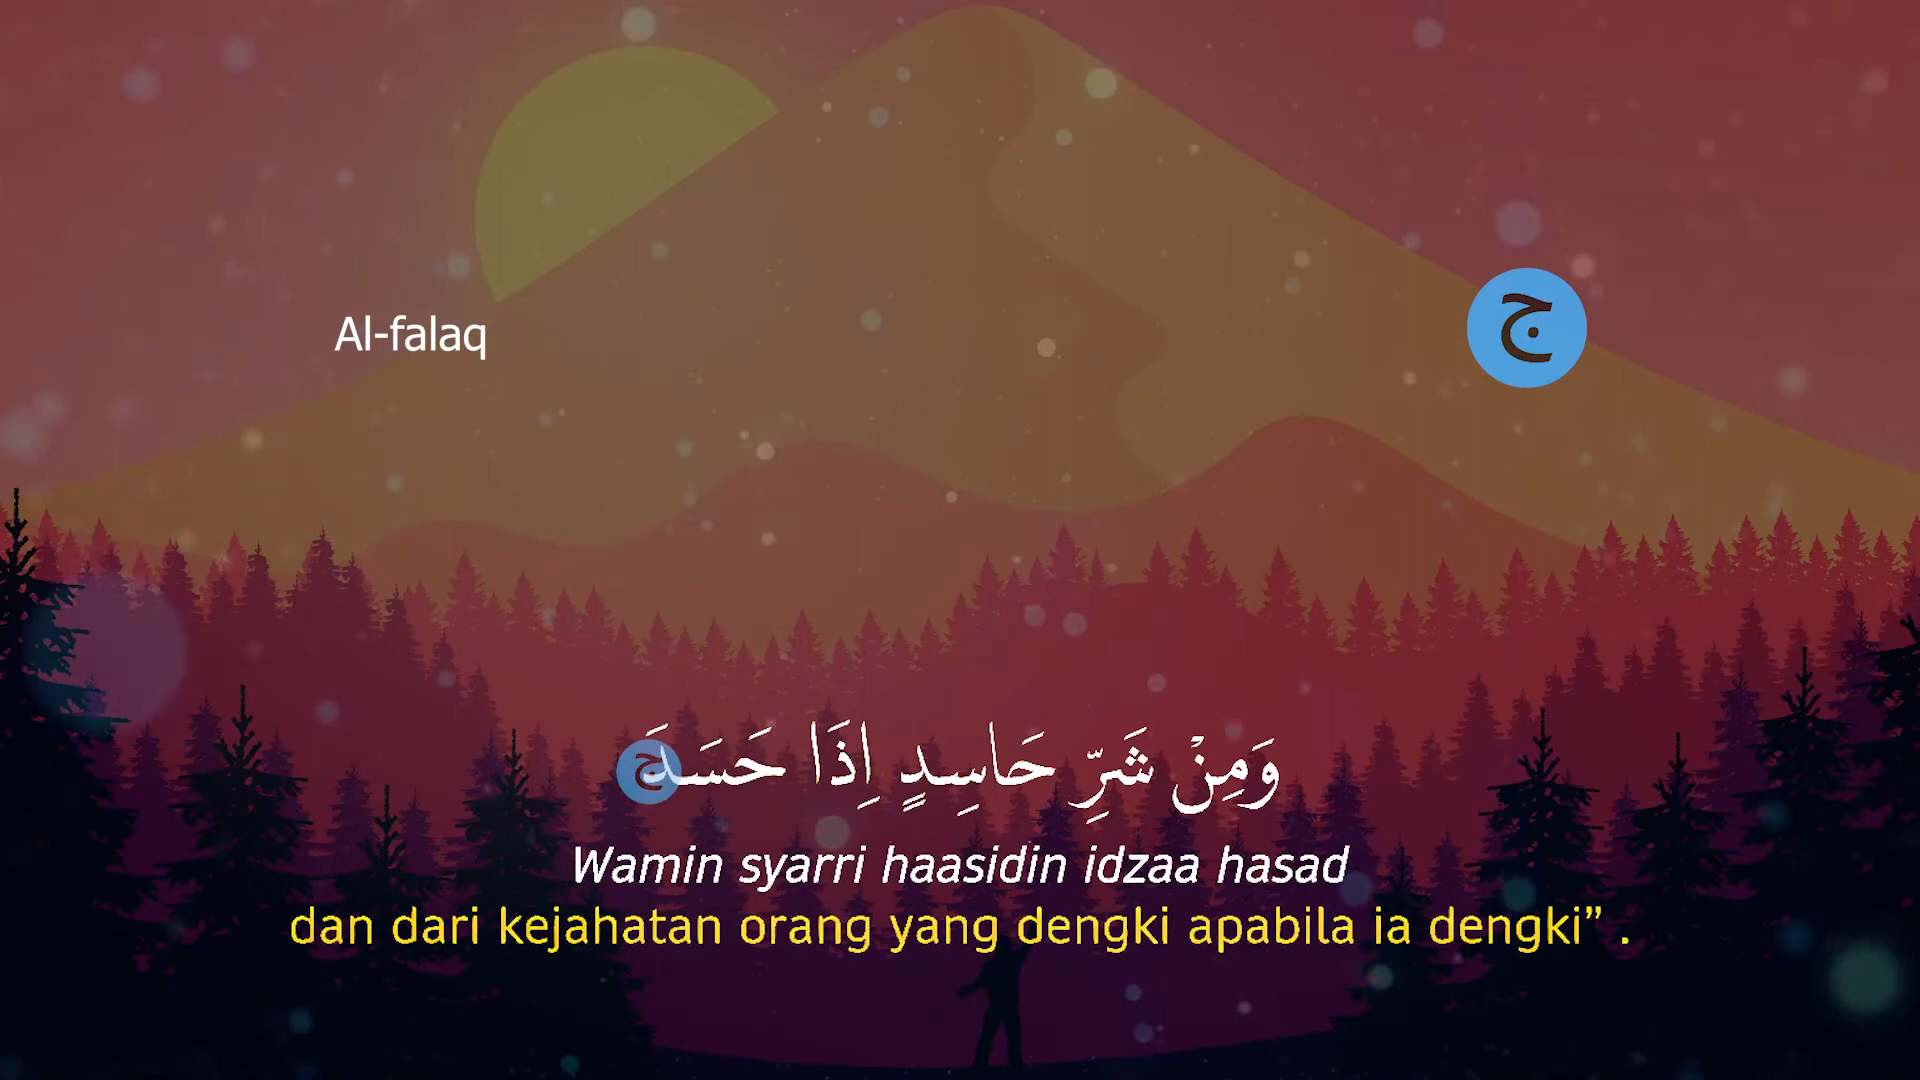 Al-falaq
ج
وَمِنْ شَرِّ حَاسِدٍ اِذَا حَسَدَ ج
Wamin syarri haasidin idzaa hasad
dan dari kejahatan orang yang dengki apabila ia dengki” .